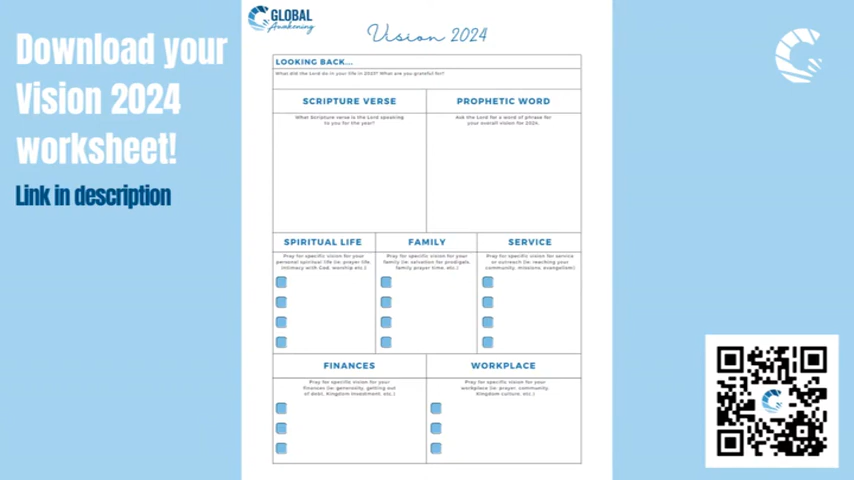 Download your
Vision 2024
worksheet!
Link in description
GLOBAL
Awakening
Vision 2024
LOOKING BACK...
What did the Lord do in your life in 2023? What are you grateful for?
SCRIPTURE VERSE
What Scripture verse is the Lord speaking
to you for the year?
PROPHETIC WORD
Ask the Lord for a word of phrase for
your overall vision for 2024.
SPIRITUAL LIFE
Pray for specific vision for your
personal spiritual life (ie: prayer life,
intimacy with God, worship etc.)
FAMILY
Pray for specific vision for your
family (ie: salvation for prodigals,
family prayer time, etc.)
SERVICE
Pray for specific vision for service
or outreach (ie: reaching your
community, missions, evangelism)
FINANCES
Pray for specific vision for your
finances (ie: generosity, getting out
of debt, Kingdom investment, etc.)
WORKPLACE
Pray for specific vision for your
workplace (ie: prayer, community,
Kingdom culture, etc.)